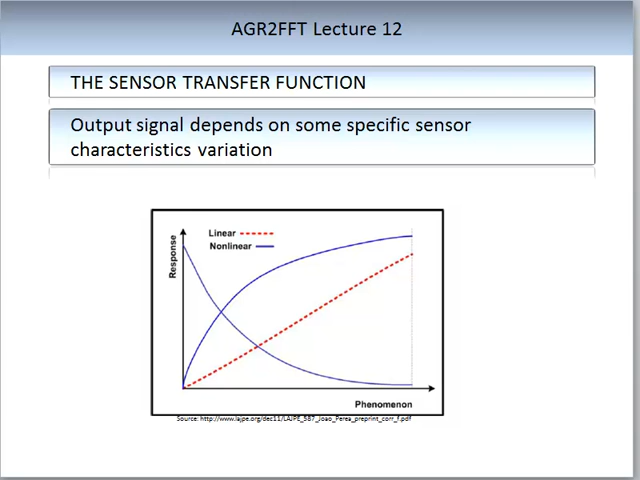 AGR2FFT Lecture 12
THE SENSOR TRANSFER FUNCTION
Output signal depends on some specific sensor
characteristics variation
Linear
Nonlinear
Response
Phenomenon
Source: http://www.lajpe.org/dec11/LAJPE_587_Joao_Perea_preprint_corr_f.pdf